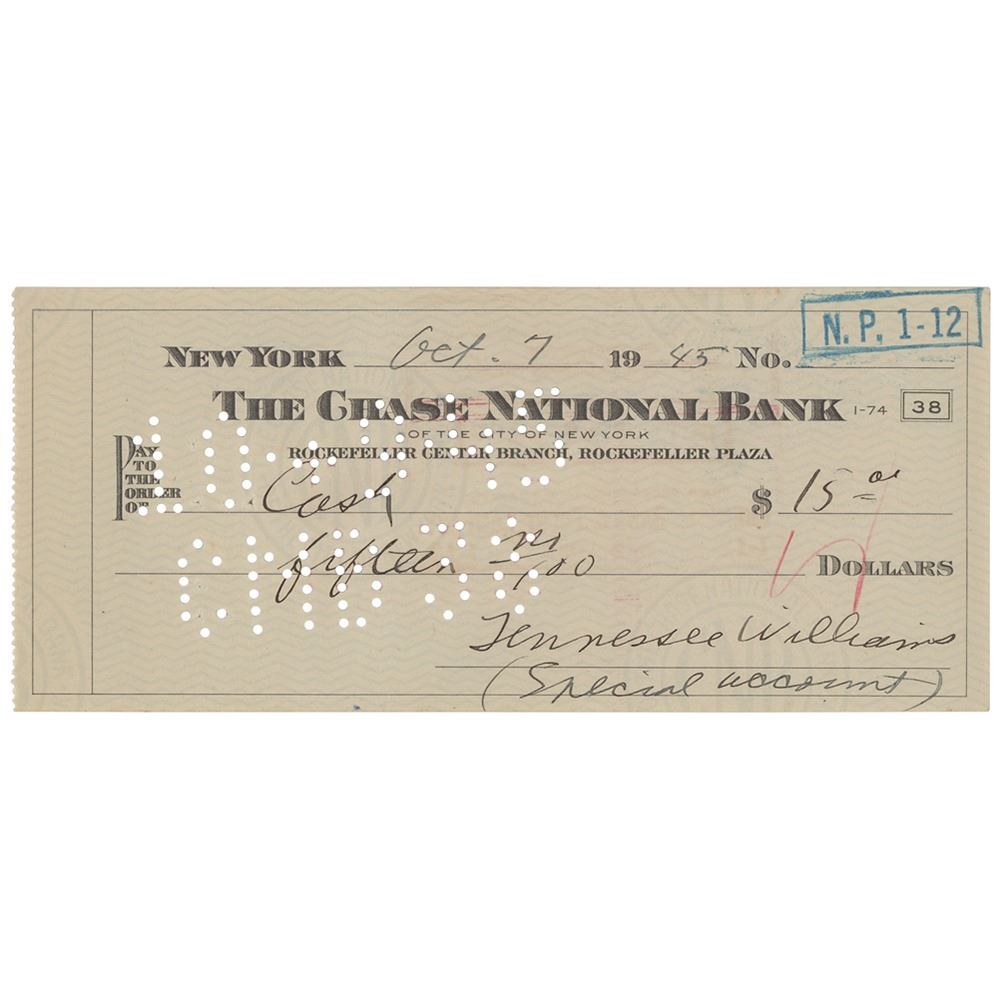 N. P. 1-12
NEW YORK Oct. 7 19 45 No.
THE CHASE NATIONAL BANK 1-74 38
OF THE CITY OF NEW YORK
ROCKEFELLER CENTER BRANCH, ROCKEFELLER PLAZA
PAY
TO
THE
ORDER
OF Cash $ 15 00
fifteen no/100 DOLLARS
Tennessee Williams
(Special account)